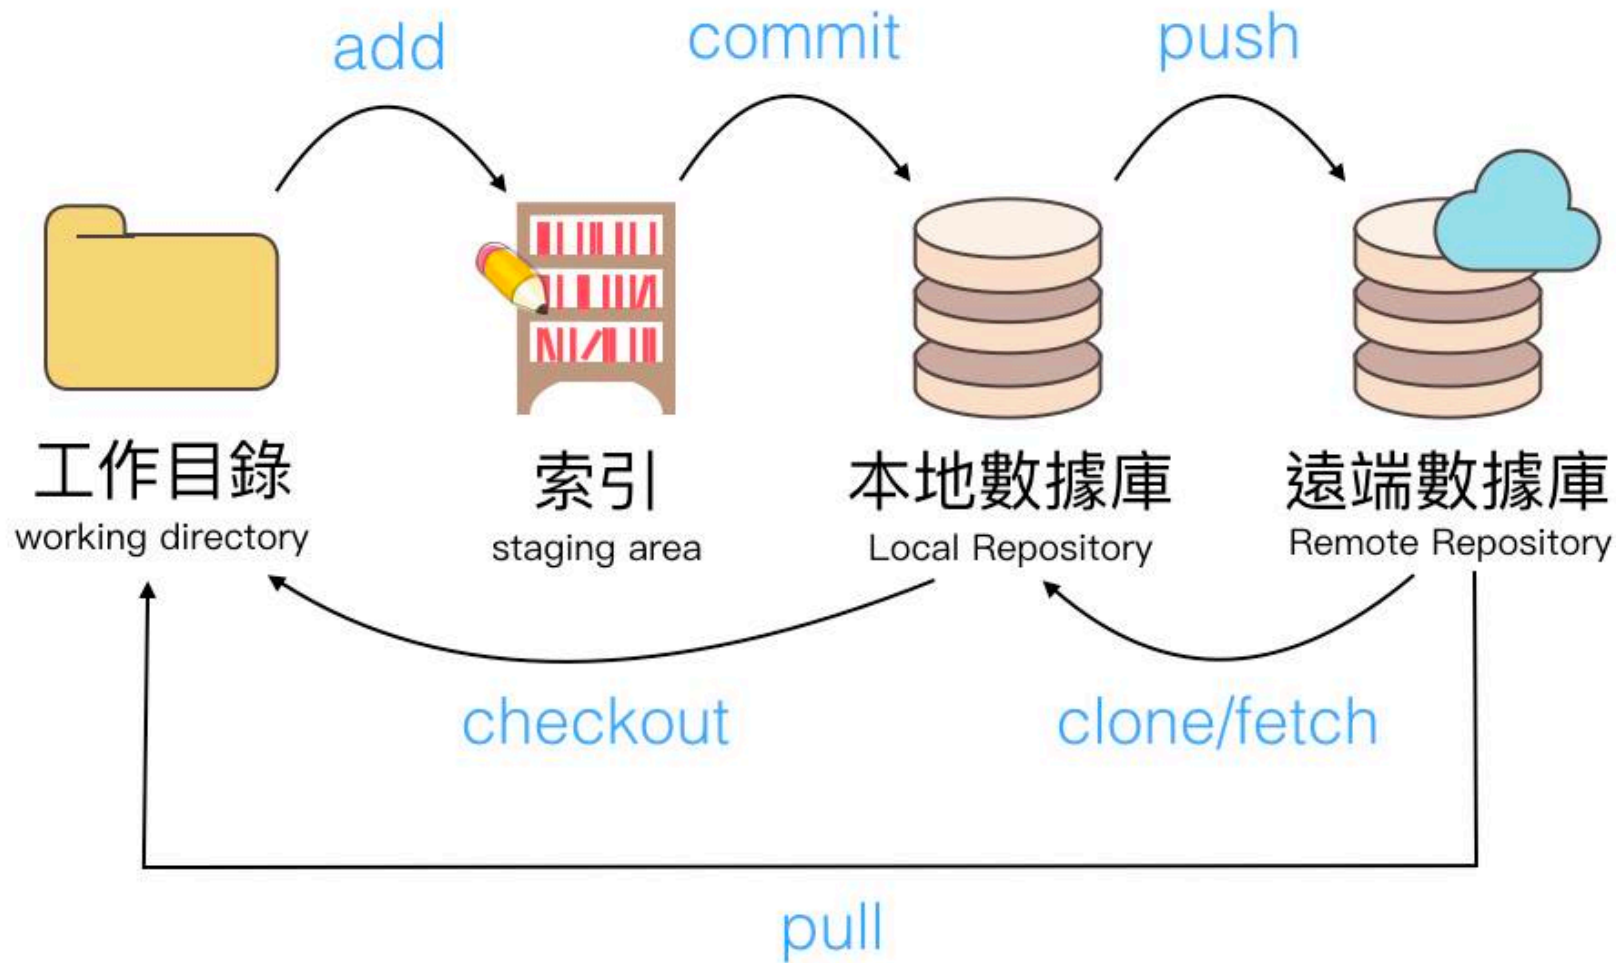 add
commit
push
工作目錄
working directory
索引
staging area
本地數據庫
Local Repository
遠端數據庫
Remote Repository
checkout
clone/fetch
pull